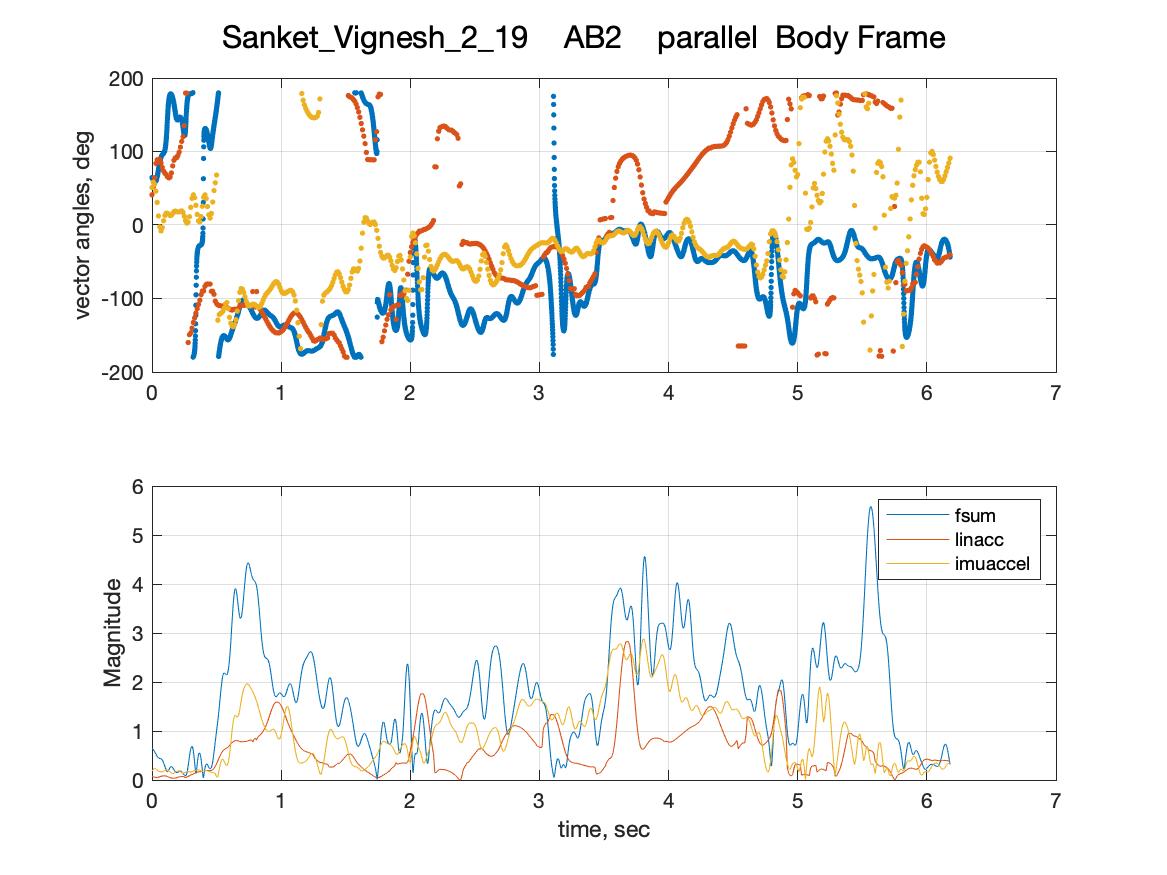 Sanket_Vignesh_2_19 AB2 parallel Body Frame
200
100
0
-100
-200
vector angles, deg
0 1 2 3 4 5 6 7
6
5
4
3
2
1
0
Magnitude
fsum
linacc
imuaccel
0 1 2 3 4 5 6 7
time, sec